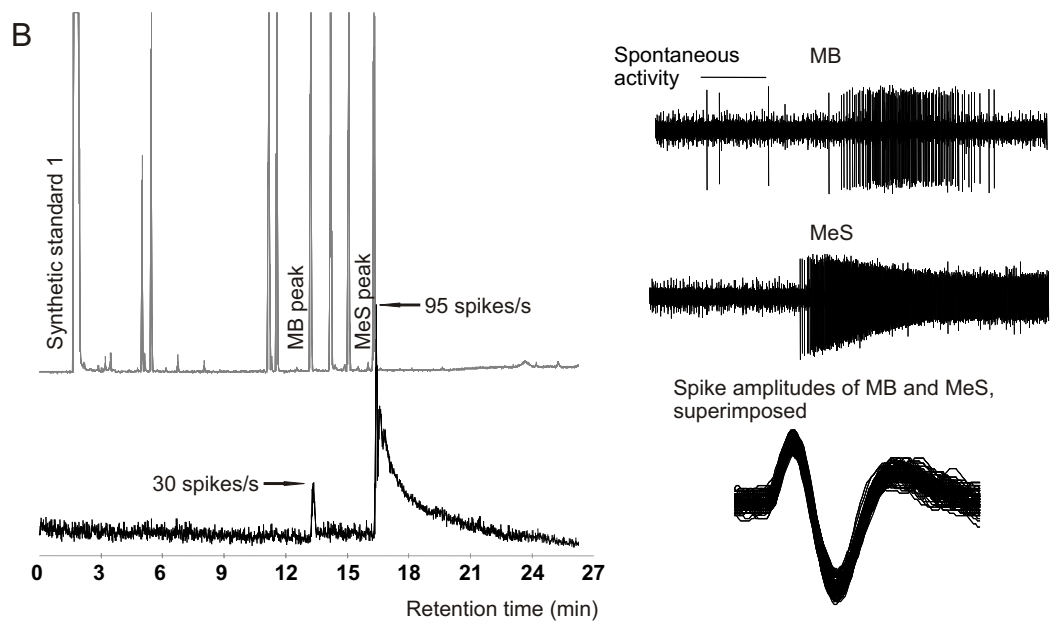 B
Synthetic standard 1
MB peak
MeS peak
95 spikes/s
30 spikes/s
0 3 6 9 12 15 18 21 24 27
Retention time (min)
Spontaneous
activity
MB
MeS
Spike amplitudes of MB and MeS,
superimposed